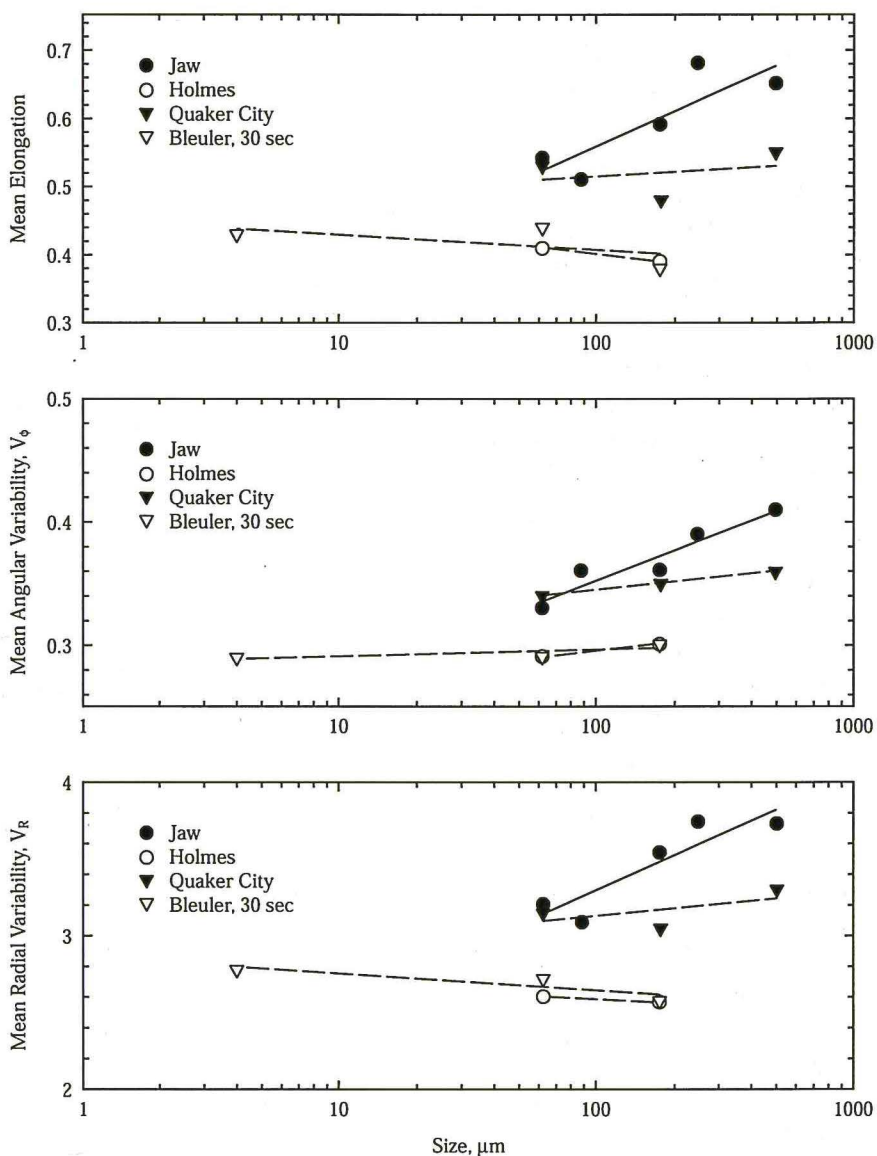 Mean Elongation
0.7
0.6
0.5
0.4
0.3
Jaw
Holmes
Quaker City
Bleuler, 30 sec
1 10 100 1000
Mean Angular Variability, Vϕ
0.5
0.4
0.3
Jaw
Holmes
Quaker City
Bleuler, 30 sec
1 10 100 1000
Mean Radial Variability, VR
4
3
2
Jaw
Holmes
Quaker City
Bleuler, 30 sec
1 10 100 1000
Size, μm